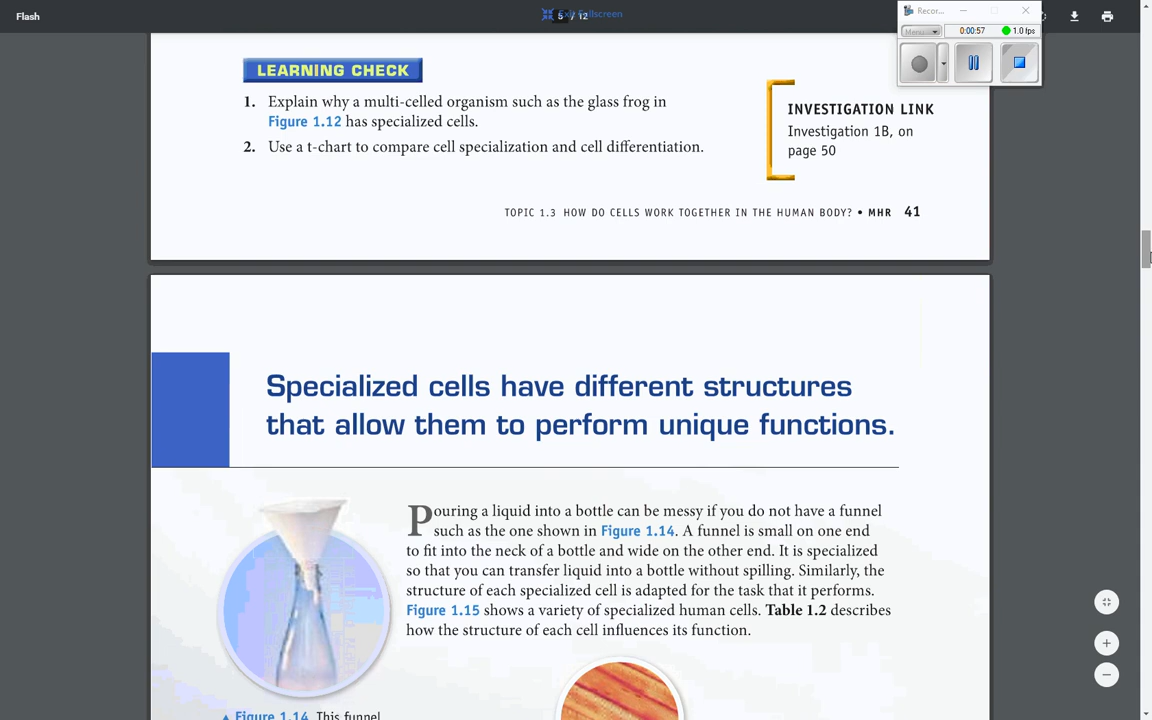 Flash
Exit Fullscreen
5 / 12
Recor...
Menu
0:00:57
1.0 fps
LEARNING CHECK
1. Explain why a multi-celled organism such as the glass frog in
Figure 1.12 has specialized cells.
2. Use a t-chart to compare cell specialization and cell differentiation.
INVESTIGATION LINK
Investigation 1B, on
page 50
TOPIC 1.3 HOW DO CELLS WORK TOGETHER IN THE HUMAN BODY? • MHR 41
Specialized cells have different structures
that allow them to perform unique functions.
Pouring a liquid into a bottle can be messy if you do not have a funnel
such as the one shown in Figure 1.14. A funnel is small on one end
to fit into the neck of a bottle and wide on the other end. It is specialized
so that you can transfer liquid into a bottle without spilling. Similarly, the
structure of each specialized cell is adapted for the task that it performs.
Figure 1.15 shows a variety of specialized human cells. Table 1.2 describes
how the structure of each cell influences its function.
▲ Figure 1.14 This funnel